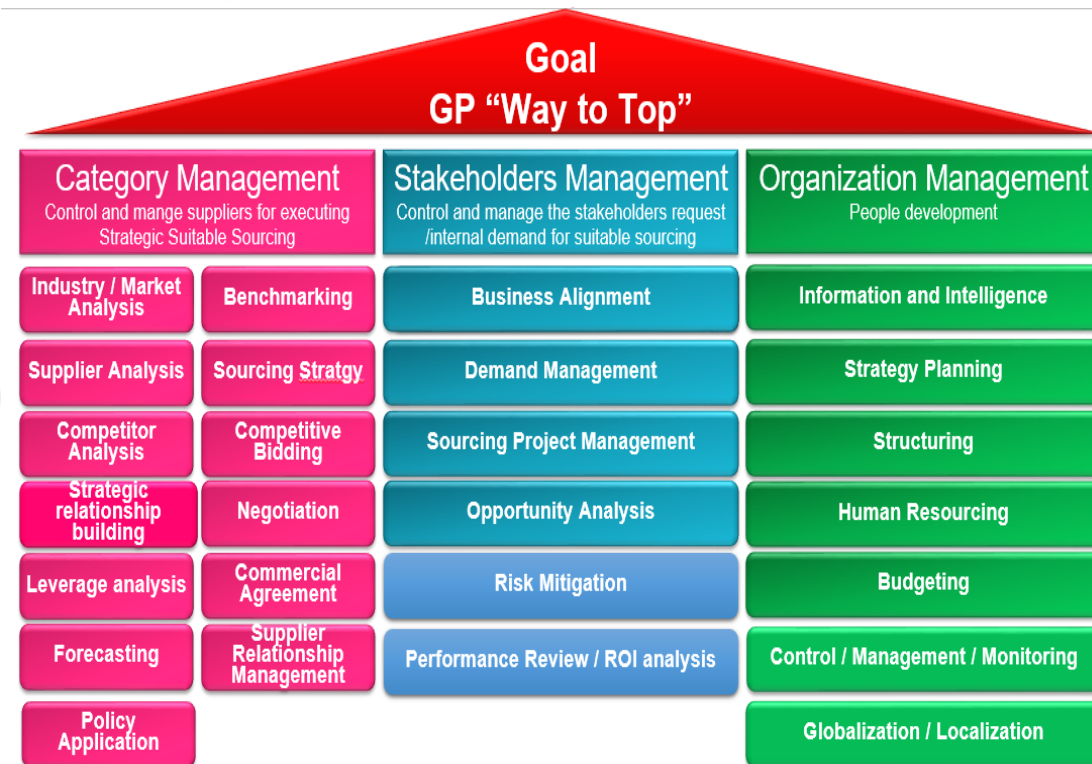 Goal
GP “Way to Top”
Category Management
Control and mange suppliers for executing
Strategic Suitable Sourcing
Stakeholders Management
Control and manage the stakeholders request
/internal demand for suitable sourcing
Organization Management
People development
Industry / Market
Analysis
Benchmarking
Business Alignment
Information and Intelligence
Supplier Analysis
Sourcing Stratgy
Demand Management
Strategy Planning
Competitor
Analysis
Competitive
Bidding
Sourcing Project Management
Structuring
Strategic
relationship
building
Negotiation
Opportunity Analysis
Human Resourcing
Leverage analysis
Commercial
Agreement
Risk Mitigation
Budgeting
Forecasting
Supplier
Relationship
Management
Performance Review / ROI analysis
Control / Management / Monitoring
Policy
Application
Globalization / Localization